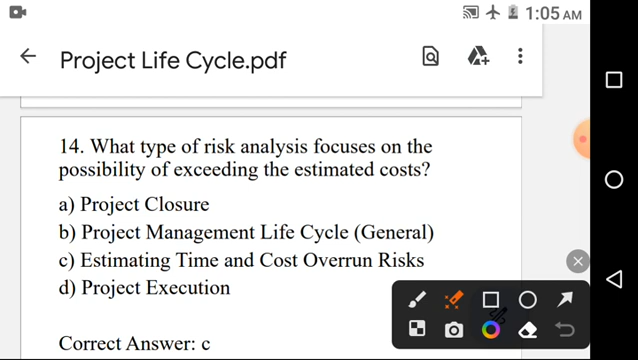 1:05 AM
Project Life Cycle.pdf
14. What type of risk analysis focuses on the
possibility of exceeding the estimated costs?
a) Project Closure
b) Project Management Life Cycle (General)
c) Estimating Time and Cost Overrun Risks
d) Project Execution
Correct Answer: c